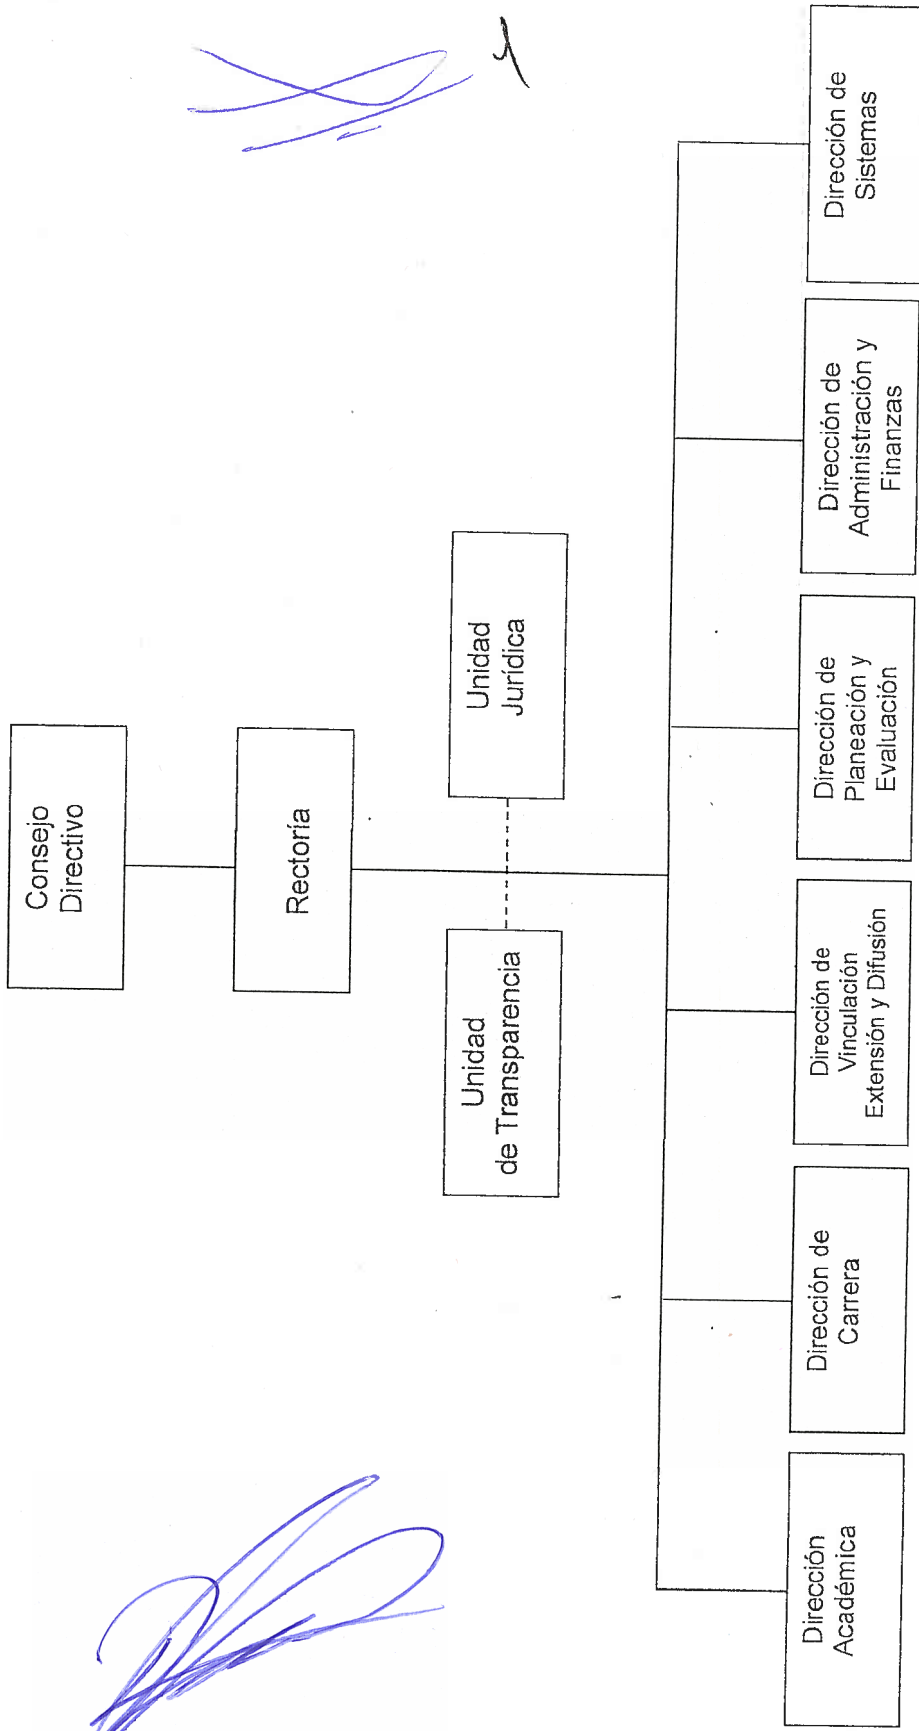 Consejo
Directivo
Rectoría
Unidad
de Transparencia
Unidad
Jurídica
Dirección
Académica
Dirección de
Carrera
Dirección de
Vinculación
Extensión y Difusión
Dirección de
Planeación y
Evaluación
Dirección de
Administración y
Finanzas
Dirección de
Sistemas